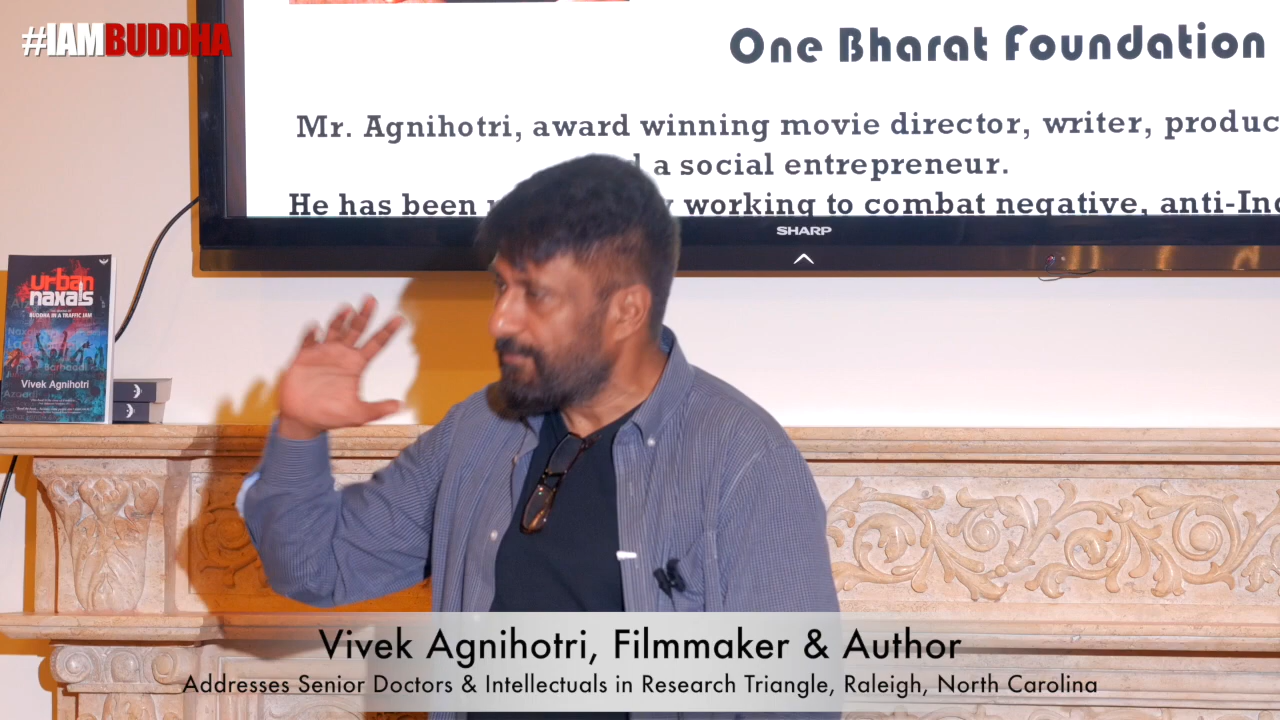 #IAMBUDDHA
One Bharat Foundation
Mr. Agnihotri, award winning movie director, writer, produc
a social entrepreneur.
He has been working to combat negative, anti-Ind
SHARP
urban
naxals
BUDDHA IN A TRAFFIC JAM
Vivek Agnihotri
Vivek Agnihotri, Filmmaker & Author
Addresses Senior Doctors & Intellectuals in Research Triangle, Raleigh, North Carolina